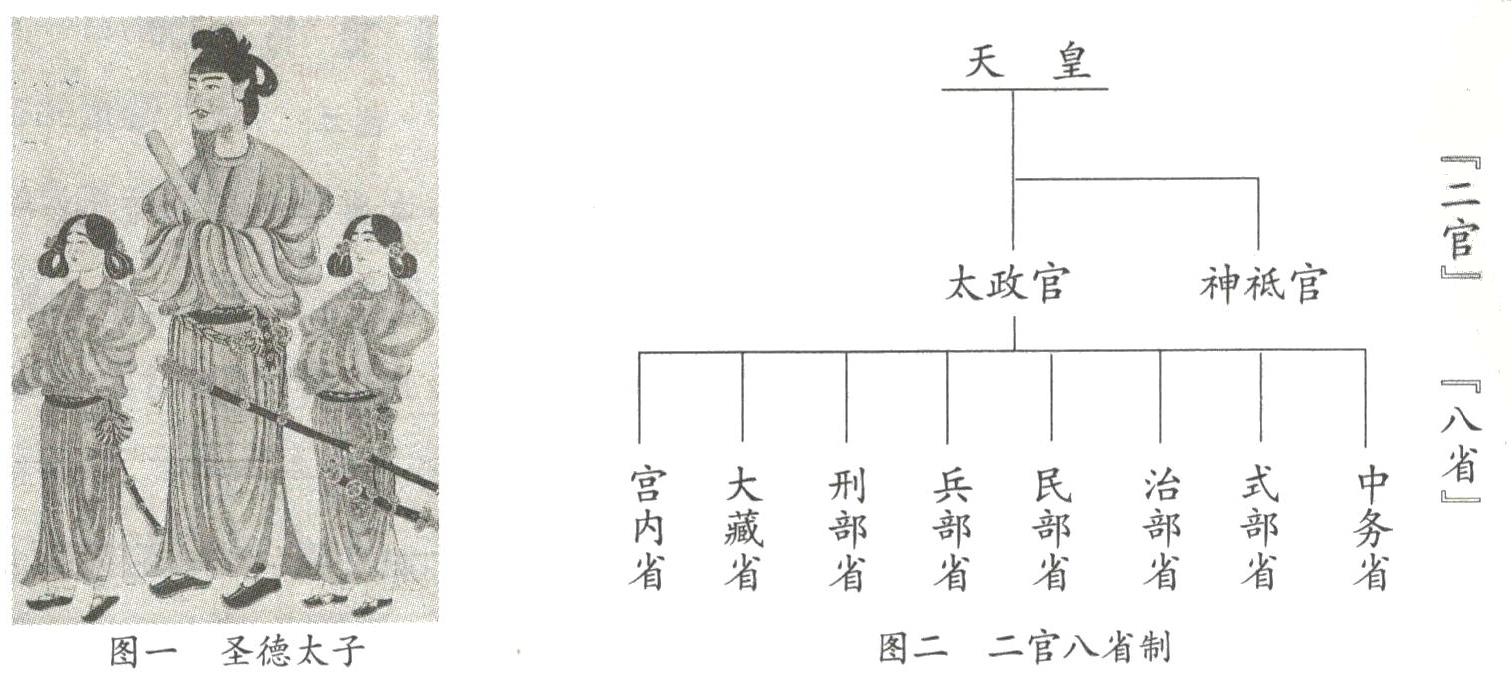 天皇
『二官』
太政官
神祇官
『八省』
宫内省
大藏省
刑部省
兵部省
民部省
治部省
式部省
中务省
图一 圣德太子
图二 二官八省制